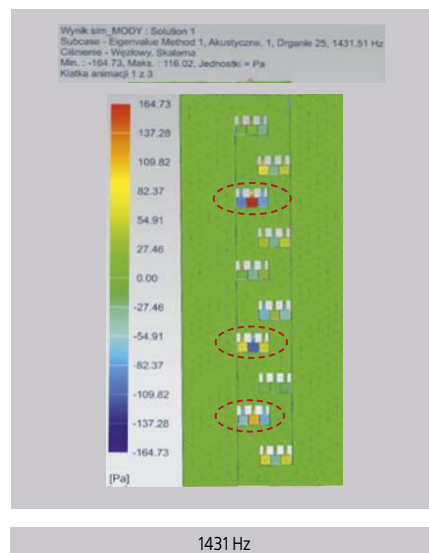 Wynik sim_MODY : Solution 1
Subcase - Eigenvalue Method 1, Akustyczne, 1, Drganie 25, 1431.51 Hz
Ciśnienie - Węzłowy, Skalarna
Min. : -164.73, Maks. : 116.02, Jednostki = Pa
Klatka animacji 1 z 3
164.73
137.28
109.82
82.37
54.91
27.46
0.00
-27.46
-54.91
-82.37
-109.82
-137.28
-164.73
[Pa]
1431 Hz